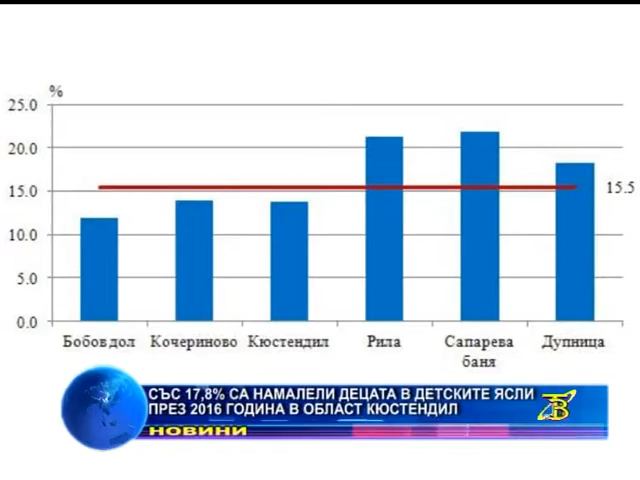 %
25.0
20.0
15.0
10.0
5.0
0.0
15.5
Бобов дол Кочериново Кюстендил Рила Сапарева баня Дупница
СЪС 17,8% СА НАМАЛЕЛИ ДЕЦАТА В ДЕТСКИТЕ ЯСЛИ
ПРЕЗ 2016 ГОДИНА В ОБЛАСТ КЮСТЕНДИЛ
НОВИНИ